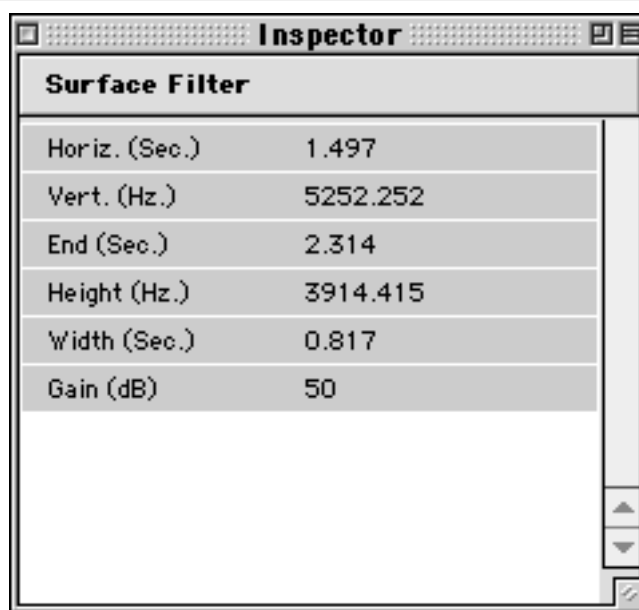 Inspector
Surface Filter
Horiz. (Sec.) 1.497
Vert. (Hz.) 5252.252
End (Sec.) 2.314
Height (Hz.) 3914.415
Width (Sec.) 0.817
Gain (dB) 50